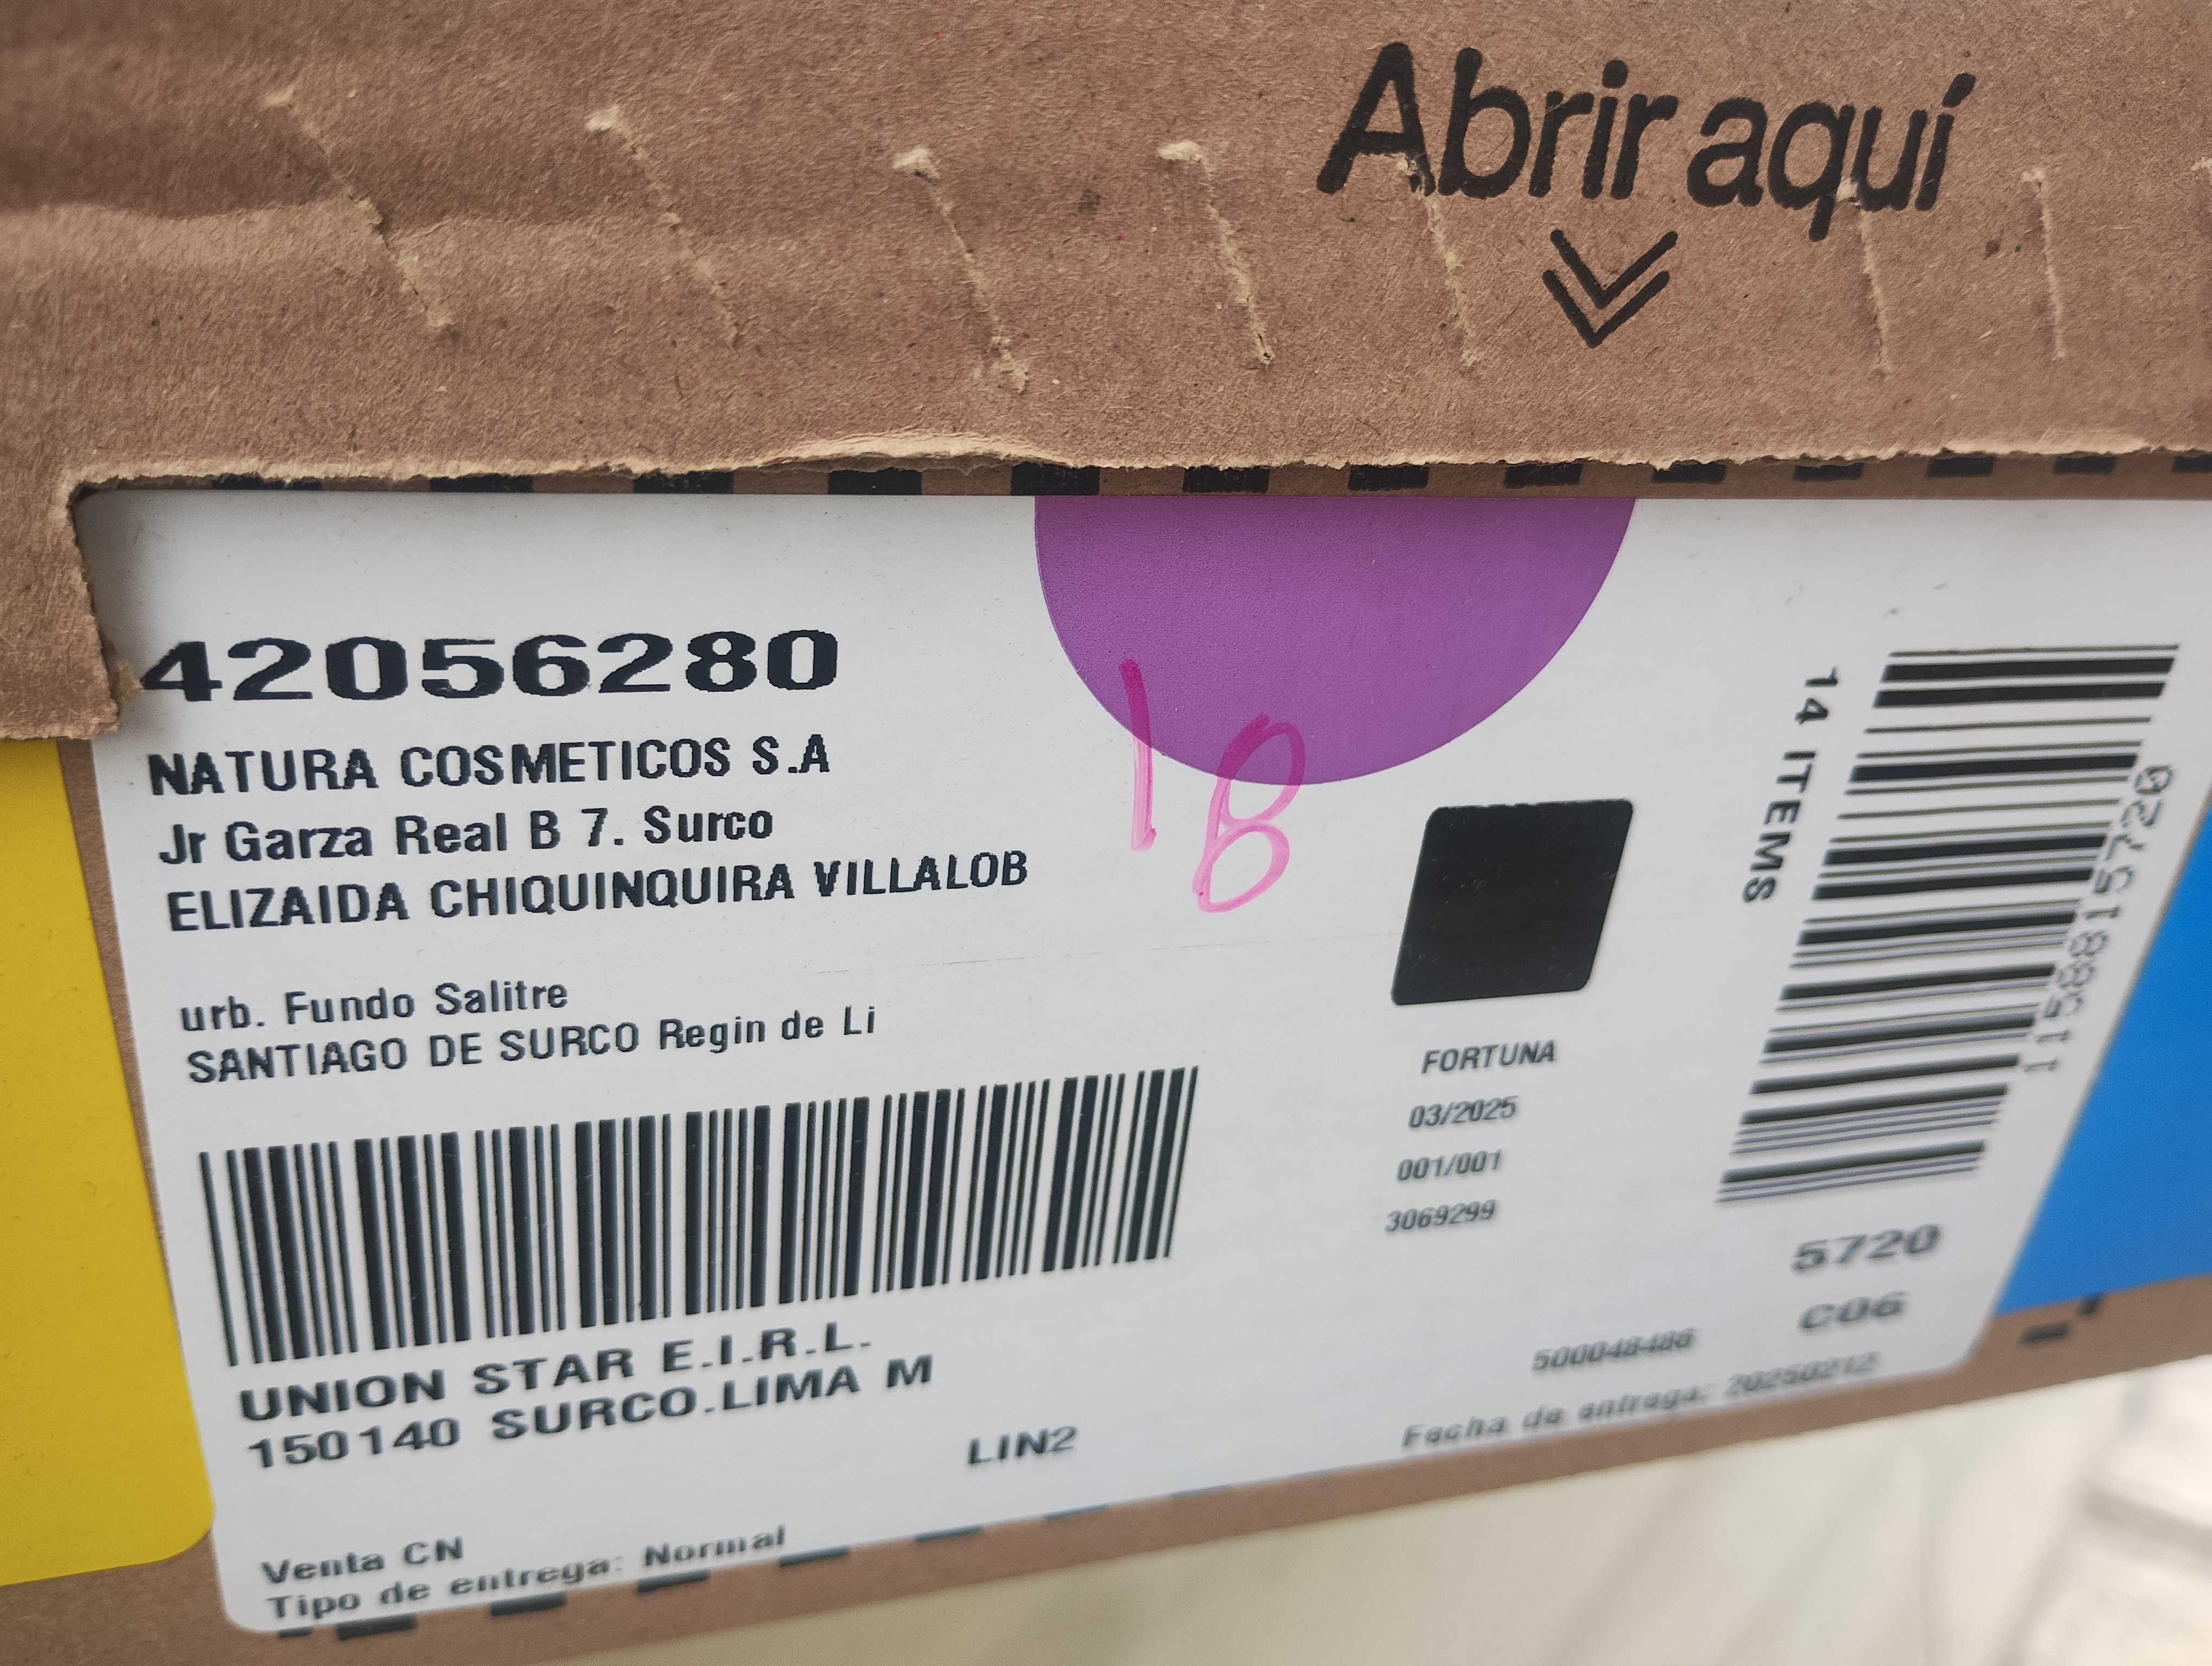 Abrir aquí
42056280
NATURA COSMETICOS S.A
Jr Garza Real B 7. Surco
ELIZAIDA CHIQUINQUIRA VILLALOB
urb. Fundo Salitre
SANTIAGO DE SURCO Regin de Li
UNION STAR E.I.R.L.
150140 SURCO.LIMA M
LIN2
Venta CN
Tipo de entrega: Normal
18
FORTUNA
03/2025
001/001
3069299
14 ITEMS
5720
C06
500048486
Fecha de entrega: 20250212